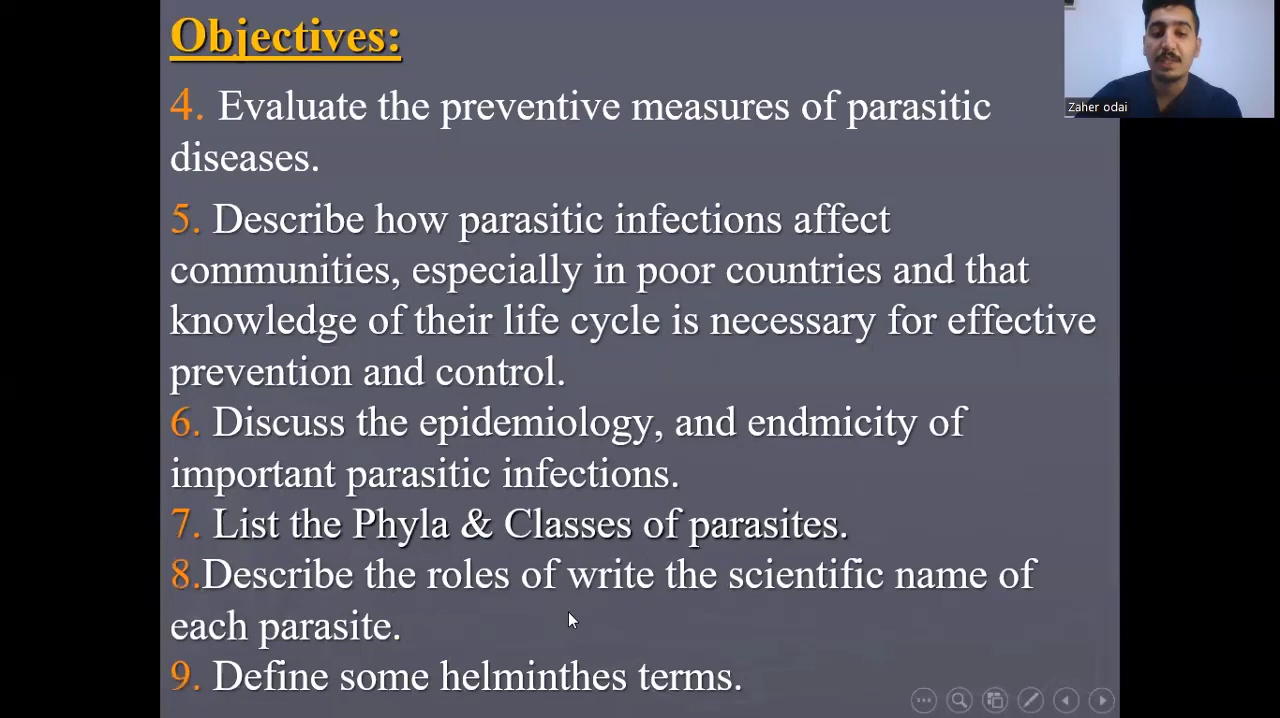 Objectives:
4. Evaluate the preventive measures of parasitic
diseases.
5. Describe how parasitic infections affect
communities, especially in poor countries and that
knowledge of their life cycle is necessary for effective
prevention and control.
6. Discuss the epidemiology, and endmicity of
important parasitic infections.
7. List the Phyla & Classes of parasites.
8.Describe the roles of write the scientific name of
each parasite.
9. Define some helminthes terms.
Zaher odai